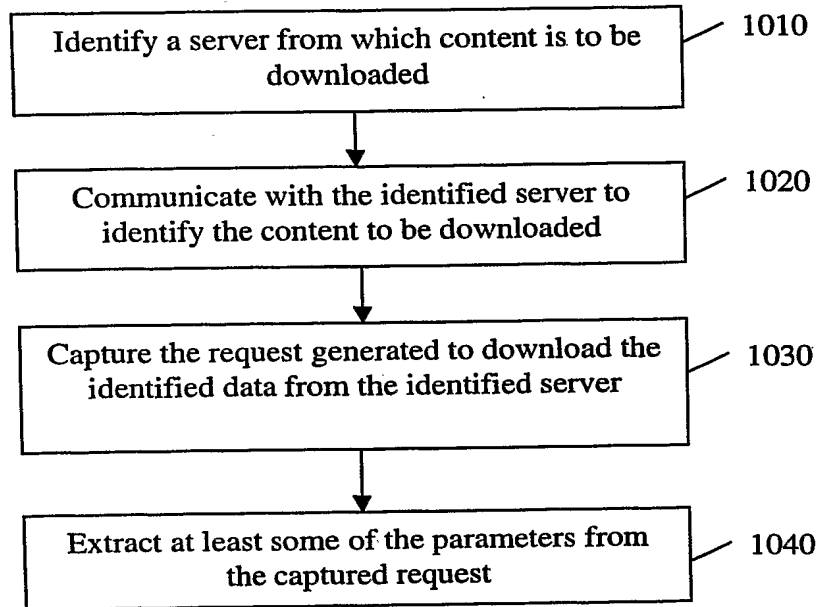 Identify a server from which content is to be
downloaded
1010
Communicate with the identified server to
identify the content to be downloaded
1020
Capture the request generated to download the
identified data from the identified server
1030
Extract at least some of the parameters from
the captured request
1040